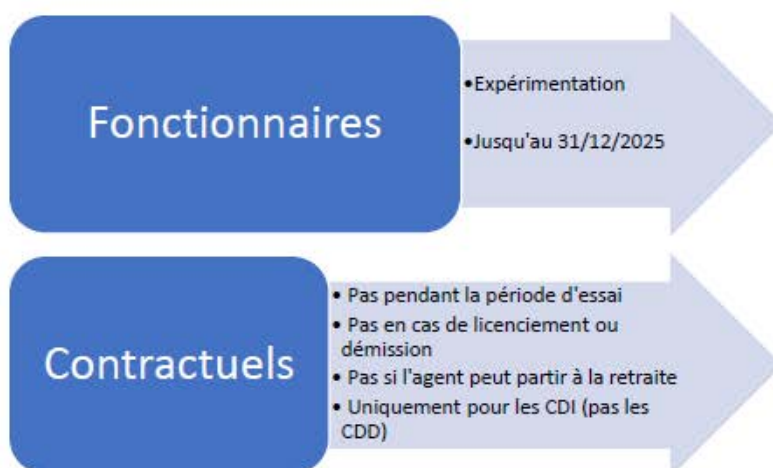 Fonctionnaires
•Expérimentation
•Jusqu'au 31/12/2025
Contractuels
• Pas pendant la période d'essai
• Pas en cas de licenciement ou
démission
• Pas si l'agent peut partir à la retraite
• Uniquement pour les CDI (pas les
CDD)